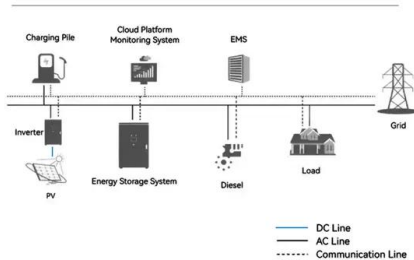 Charging Pile
Cloud Platform
Monitoring System
EMS
Grid
Inverter
PV
Energy Storage System
Diesel
Load
DC Line
AC Line
Communication Line